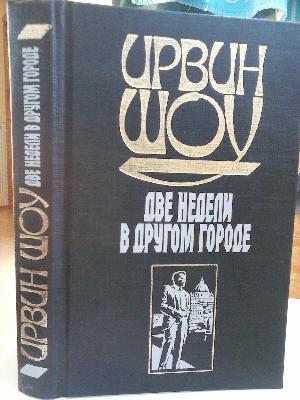 ИРВИН
ШОУ
ДВЕ НЕДЕЛИ
В ДРУГОМ ГОРОДЕ
ИРВИН ШОУ ДВЕ НЕДЕЛИ В ДРУГОМ ГОРОДЕ